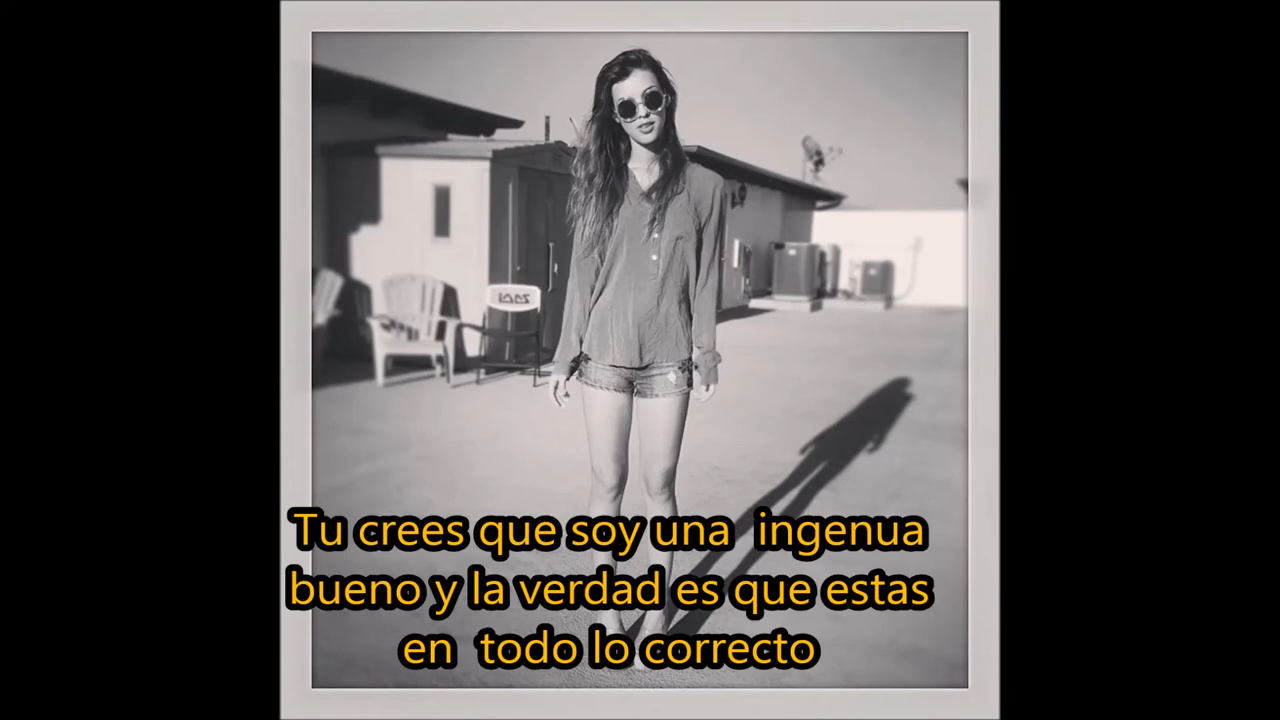 Tu crees que soy una ingenua
bueno y la verdad es que estas
en todo lo correcto